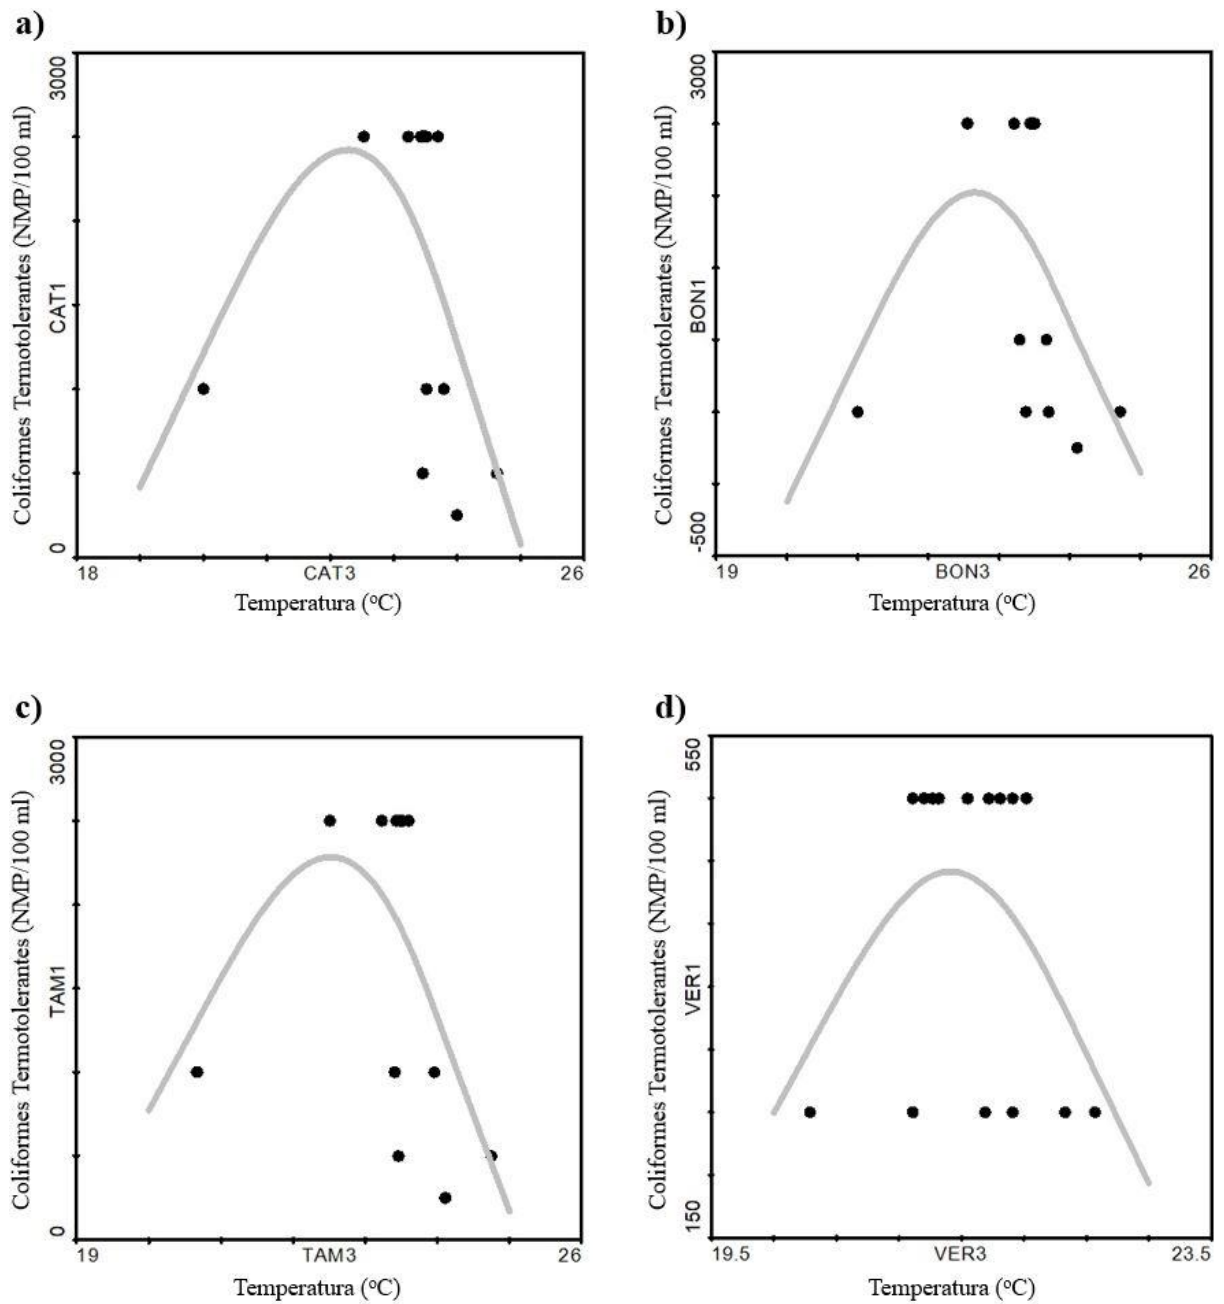 a)
3000
Coliformes Termotolerantes (NMP/100 ml)
CAT1
0
18
CAT3
26
Temperatura (ºC)
b)
3000
Coliformes Termotolerantes (NMP/100 ml)
BON1
-500
19
BON3
26
Temperatura (ºC)
c)
3000
Coliformes Termotolerantes (NMP/100 ml)
TAM1
0
19
TAM3
26
Temperatura (ºC)
d)
550
Coliformes Termotolerantes (NMP/100 ml)
VER1
150
19.5
VER3
23.5
Temperatura (ºC)